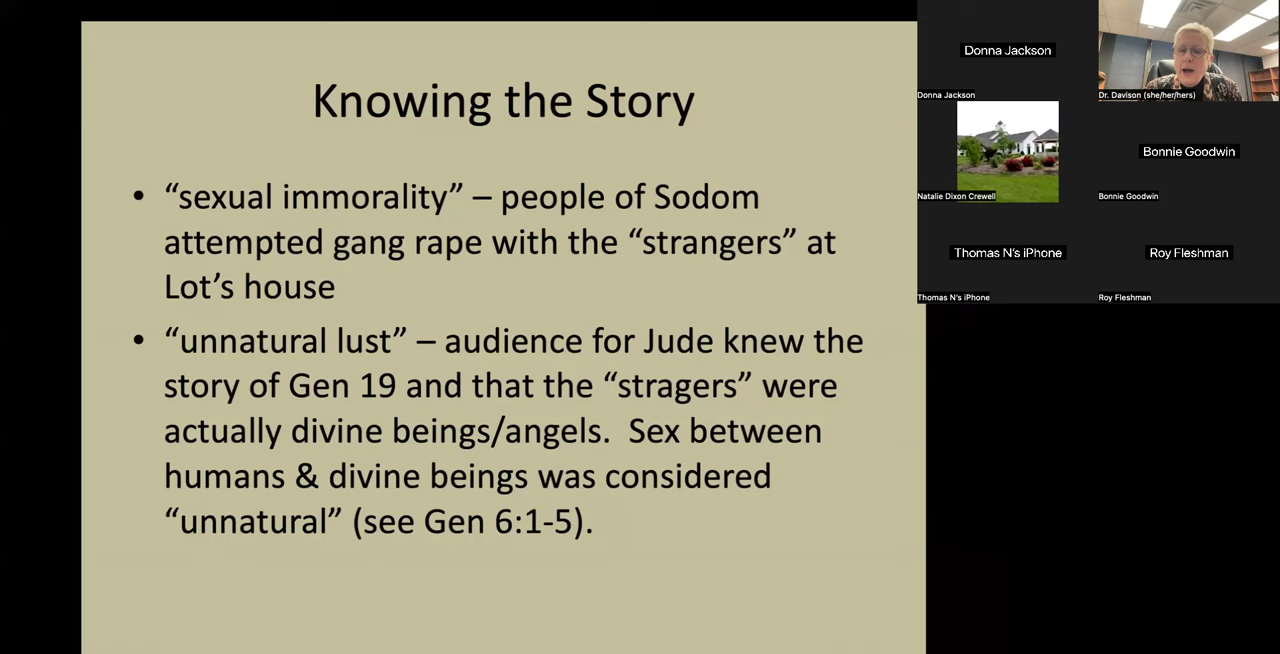 Knowing the Story
• “sexual immorality” – people of Sodom
attempted gang rape with the “strangers” at
Lot’s house
• “unnatural lust” – audience for Jude knew the
story of Gen 19 and that the “stragers” were
actually divine beings/angels.  Sex between
humans & divine beings was considered
“unnatural” (see Gen 6:1-5).
Donna Jackson
Donna Jackson
Dr. Davison (she/her/hers)
Natalie Dixon Crewell
Bonnie Goodwin
Bonnie Goodwin
Thomas N’s iPhone
Thomas N’s iPhone
Roy Fleshman
Roy Fleshman